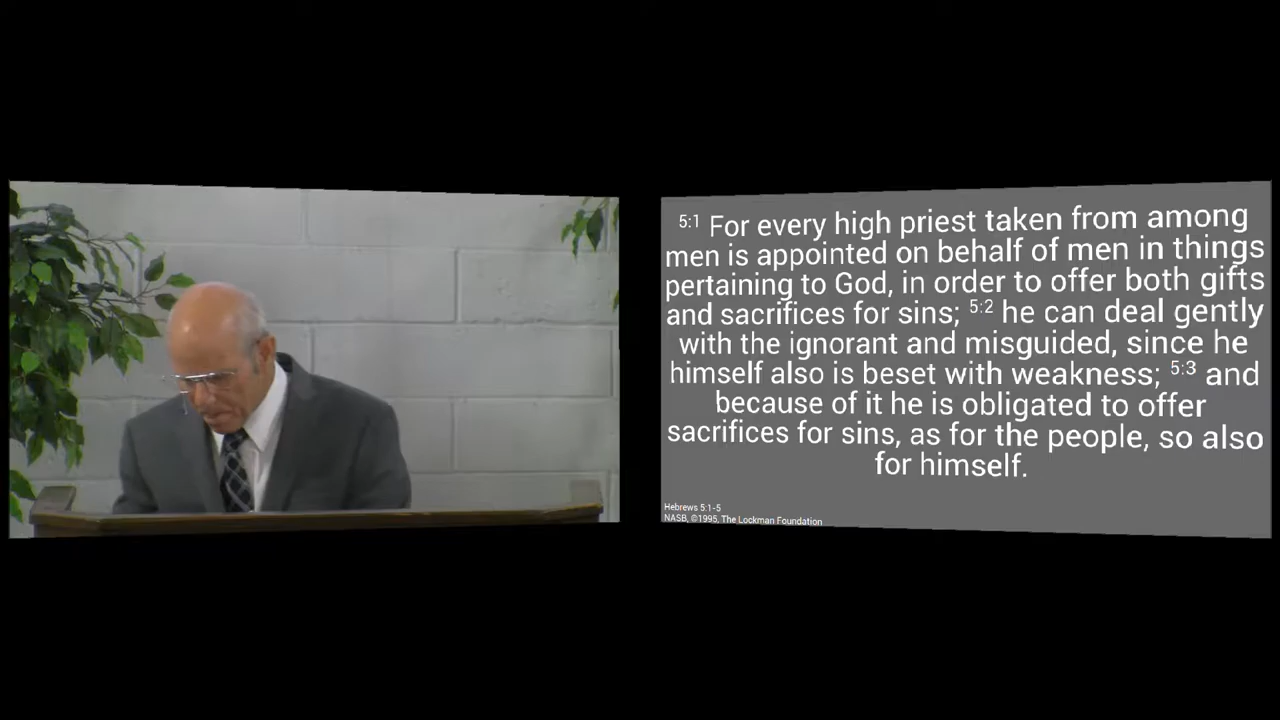 5:1 For every high priest taken from among
men is appointed on behalf of men in things
pertaining to God, in order to offer both gifts
and sacrifices for sins; 5:2 he can deal gently
with the ignorant and misguided, since he
himself also is beset with weakness; 5:3 and
because of it he is obligated to offer
sacrifices for sins, as for the people, so also
for himself.
Hebrews 5:1-5
NASB, ©1995, The Lockman Foundation